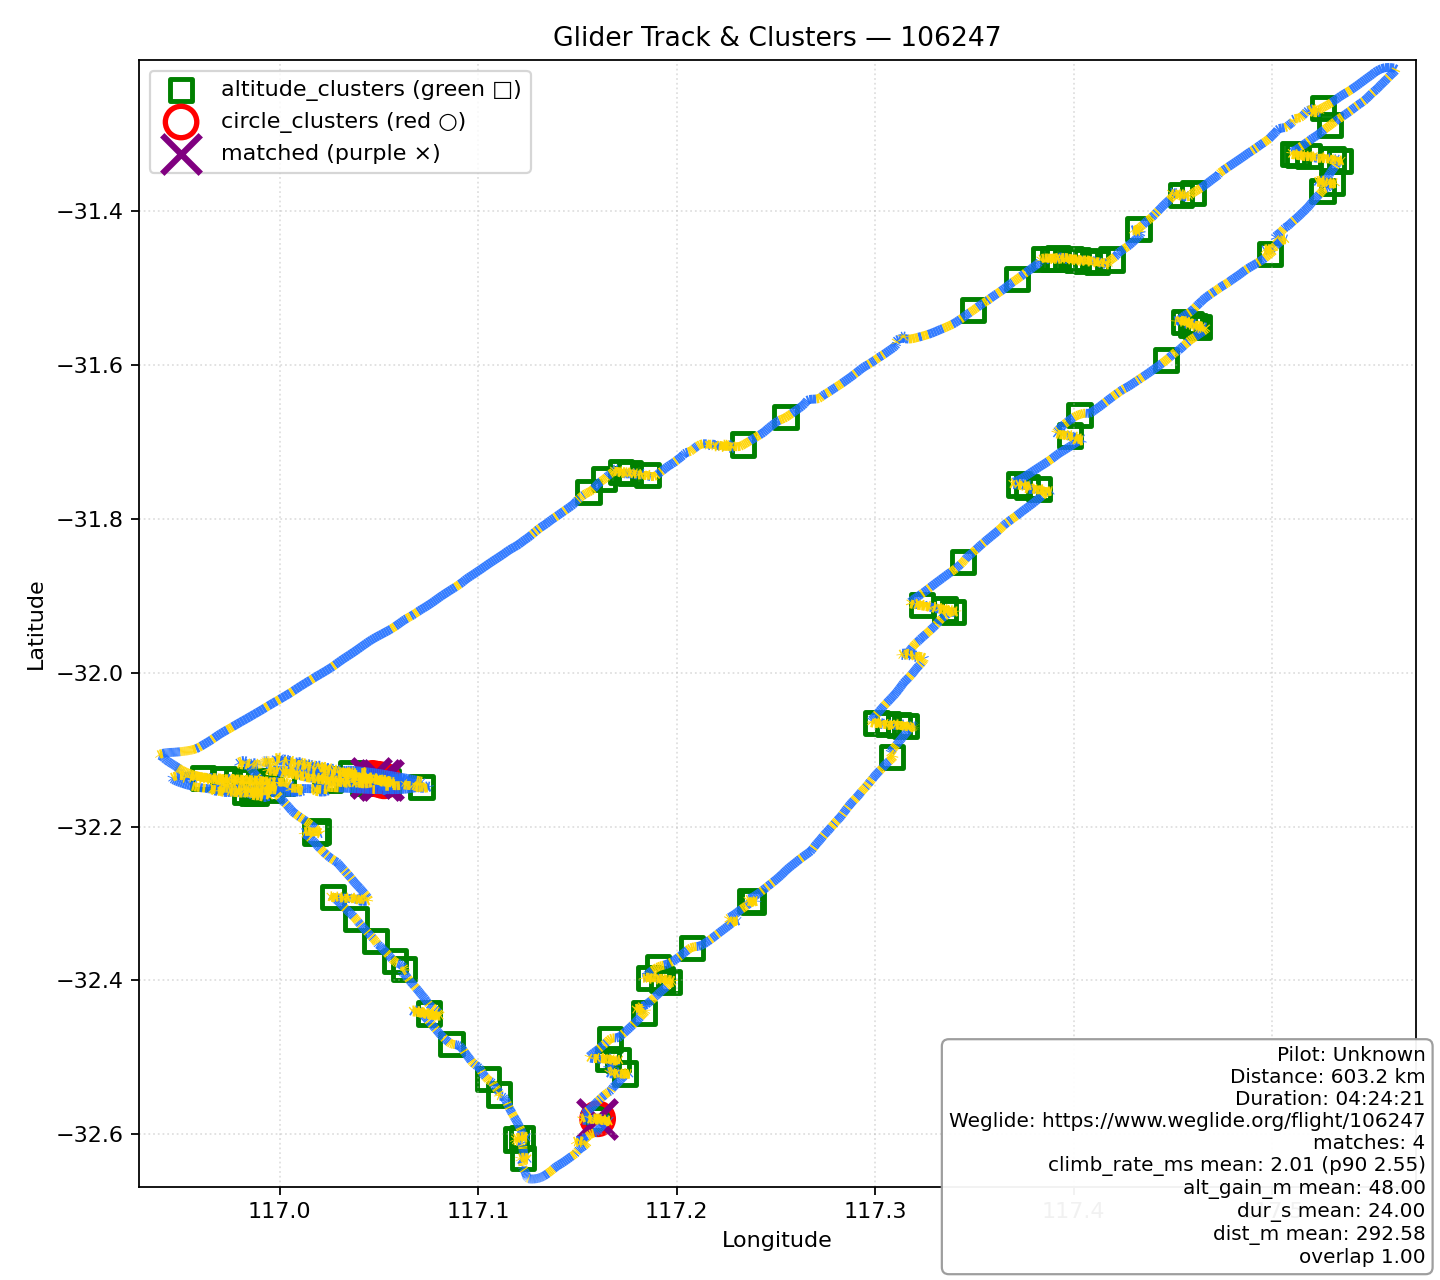 Glider Track & Clusters — 106247
altitude_clusters (green □)
circle_clusters (red ○)
matched (purple ×)
Latitude
−31.4
−31.6
−31.8
−32.0
−32.2
−32.4
−32.6
117.0
117.1
117.2
117.3
117.4
Longitude
Pilot: Unknown
Distance: 603.2 km
Duration: 04:24:21
Weglide: https://www.weglide.org/flight/106247
matches: 4
climb_rate_ms mean: 2.01 (p90 2.55)
alt_gain_m mean: 48.00
dur_s mean: 24.00
dist_m mean: 292.58
overlap 1.00